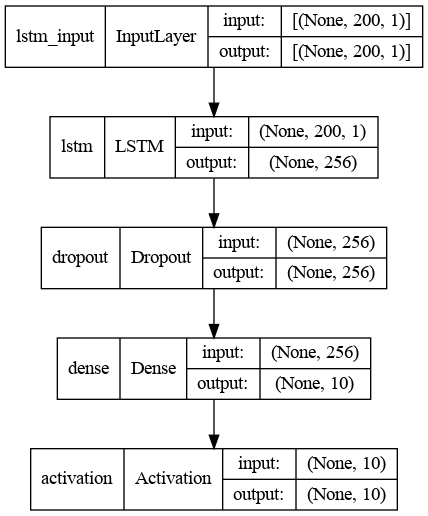 lstm_input InputLayer input: [(None, 200, 1)]
output: [(None, 200, 1)]
lstm LSTM input: (None, 200, 1)
output: (None, 256)
dropout Dropout input: (None, 256)
output: (None, 256)
dense Dense input: (None, 256)
output: (None, 10)
activation Activation input: (None, 10)
output: (None, 10)